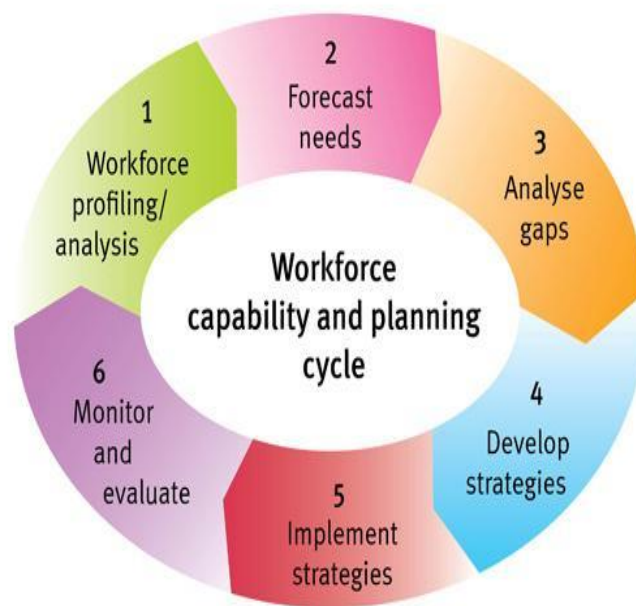 Workforce
capability and planning
cycle
1
Workforce
profiling/
analysis
2
Forecast
needs
3
Analyse
gaps
4
Develop
strategies
5
Implement
strategies
6
Monitor
and
evaluate